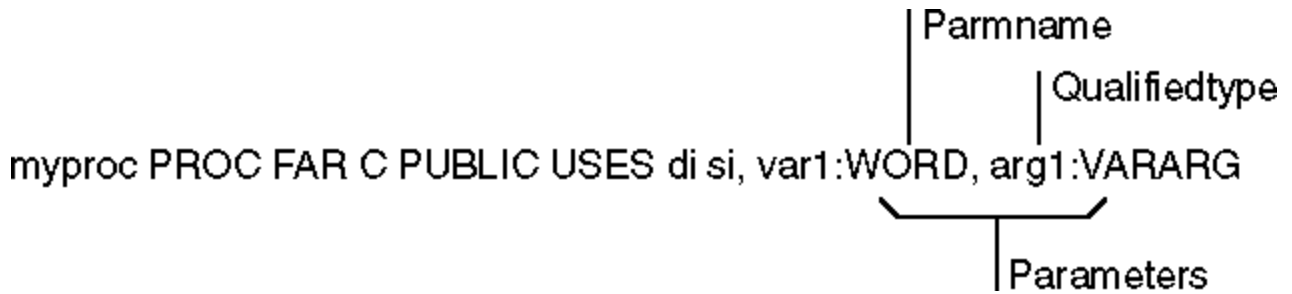 Parmname
Qualifiedtype
myproc PROC FAR C PUBLIC USES di si, var1:WORD, arg1:VARARG
Parameters